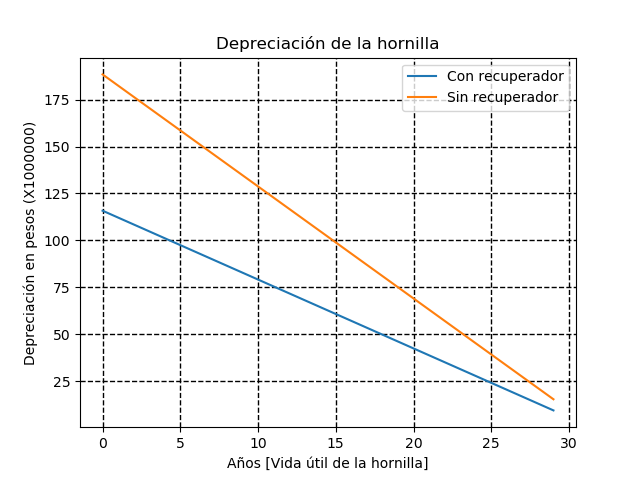 Depreciación de la hornilla
Con recuperador
Sin recuperador
Depreciación en pesos (X1000000)
175
150
125
100
75
50
25
0 5 10 15 20 25 30
Años [Vida útil de la hornilla]